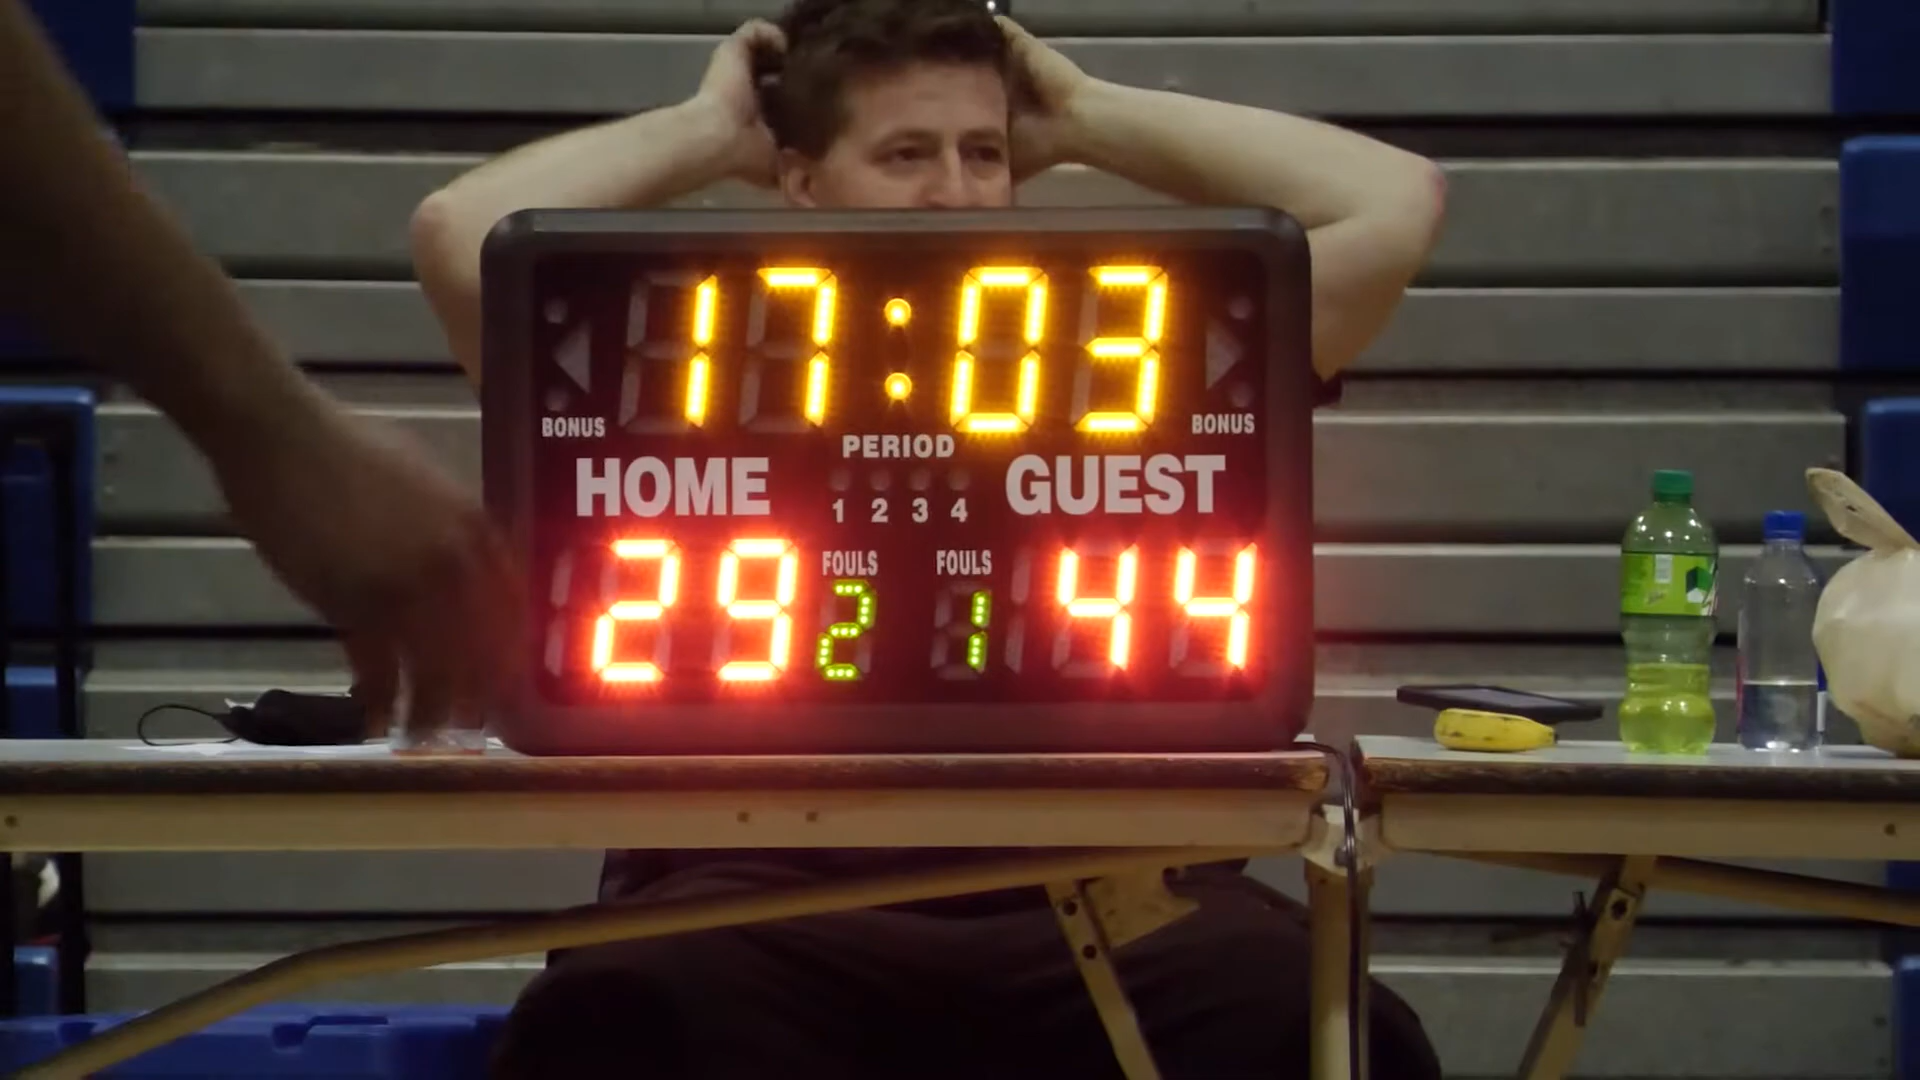 17:03
BONUS BONUS
PERIOD
HOME GUEST
1 2 3 4
FOULS FOULS
29 2 1 44